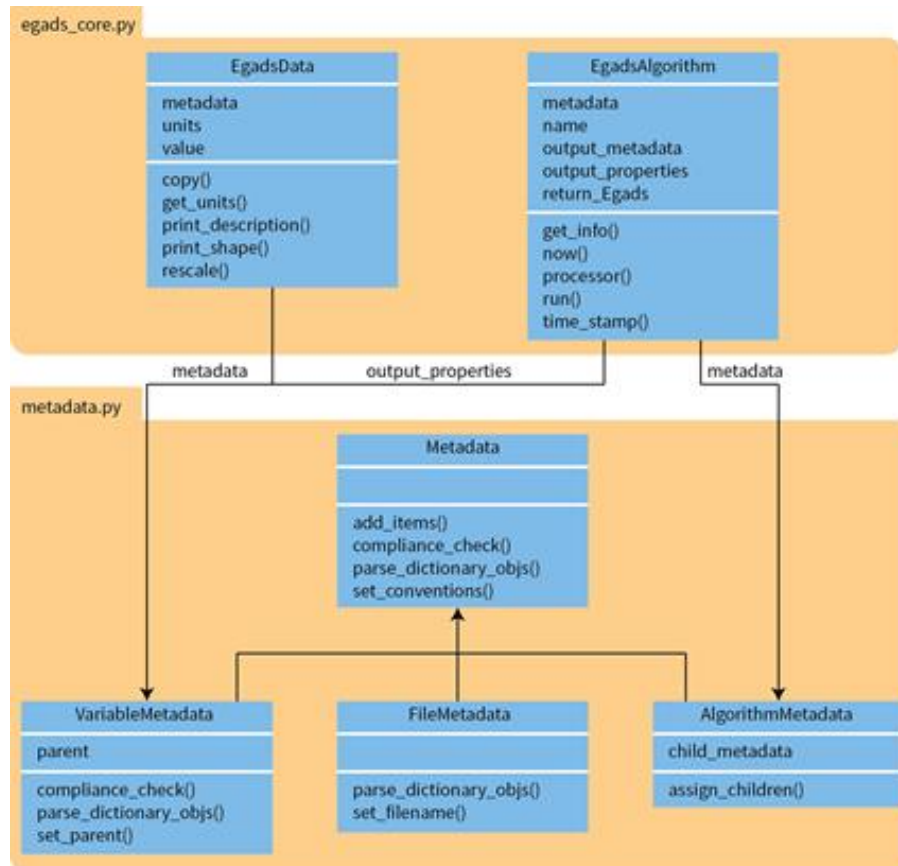 egads_core.py
EgadsData
metadata
units
value
copy()
get_units()
print_description()
print_shape()
rescale()
EgadsAlgorithm
metadata
name
output_metadata
output_properties
return_Egads
get_info()
now()
processor()
run()
time_stamp()
metadata
output_properties
metadata
metadata.py
Metadata
add_items()
compliance_check()
parse_dictionary_objs()
set_conventions()
VariableMetadata
parent
compliance_check()
parse_dictionary_objs()
set_parent()
FileMetadata
parse_dictionary_objs()
set_filename()
AlgorithmMetadata
child_metadata
assign_children()